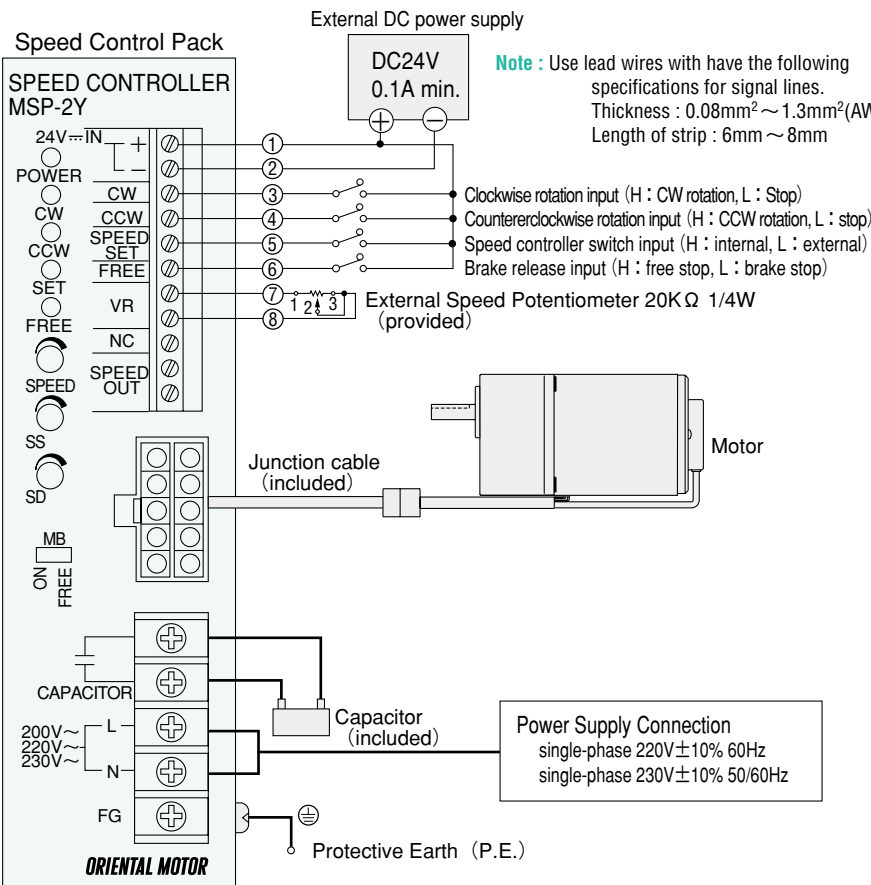 External DC power supply
Speed Control Pack
DC24V
0.1A min.
Note : Use lead wires with have the following
specifications for signal lines.
Thickness : 0.08mm²～1.3mm²(AW
Length of strip : 6mm～8mm
SPEED CONTROLLER
MSP-2Y
24V⎓IN + −
POWER
CW
CCW
SET
FREE
SPEED
SS
SD
CW
CCW
SPEED
SET
FREE
VR
NC
SPEED
OUT
①
②
③
④
⑤
⑥
⑦
⑧
Clockwise rotation input (H：CW rotation, L：Stop)
Countererclockwise rotation input (H：CCW rotation, L：stop)
Speed controller switch input (H：internal, L：external)
Brake release input (H：free stop, L：brake stop)
1 2 3
External Speed Potentiometer 20KΩ 1/4W
(provided)
Motor
Junction cable
(included)
MB
ON
FREE
CAPACITOR
Capacitor
(included)
200V～
220V～
230V～
L
N
FG
Power Supply Connection
single-phase 220V±10% 60Hz
single-phase 230V±10% 50/60Hz
Protective Earth (P.E.)
ORIENTAL MOTOR